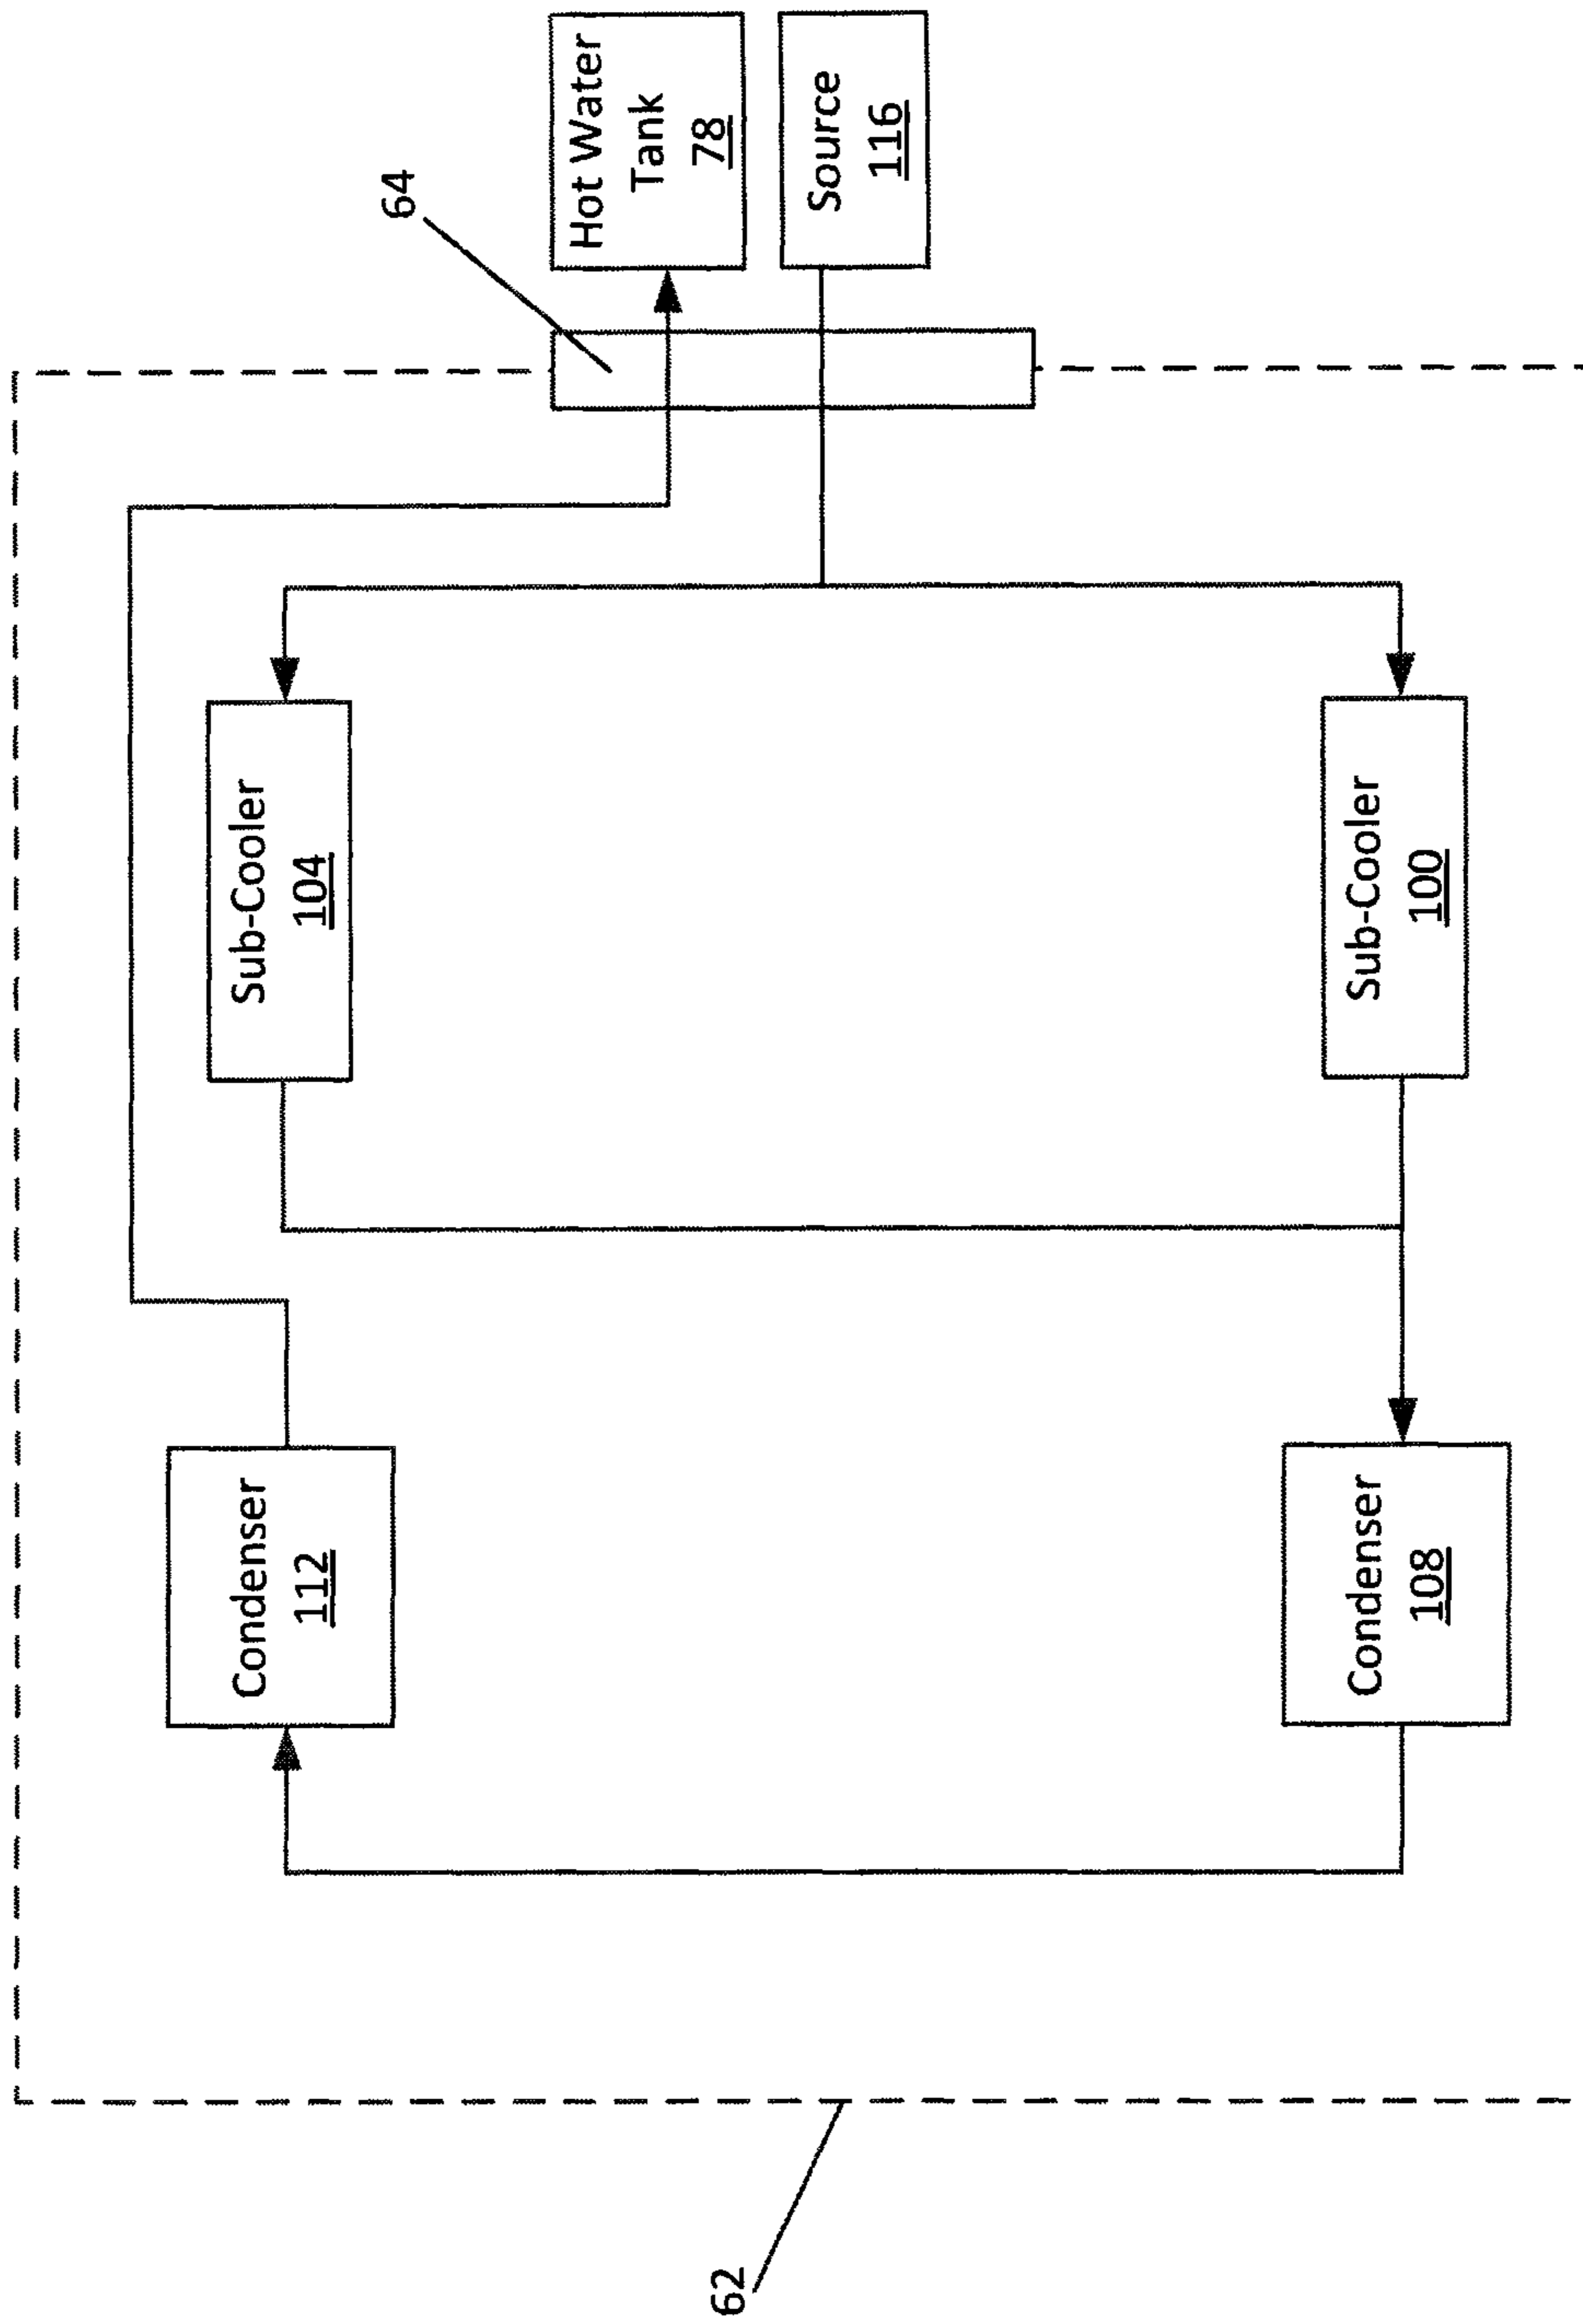 Condenser
112
Sub-Cooler
104
64
Hot Water
Tank
78
62
Source
116
Condenser
108
Sub-Cooler
100